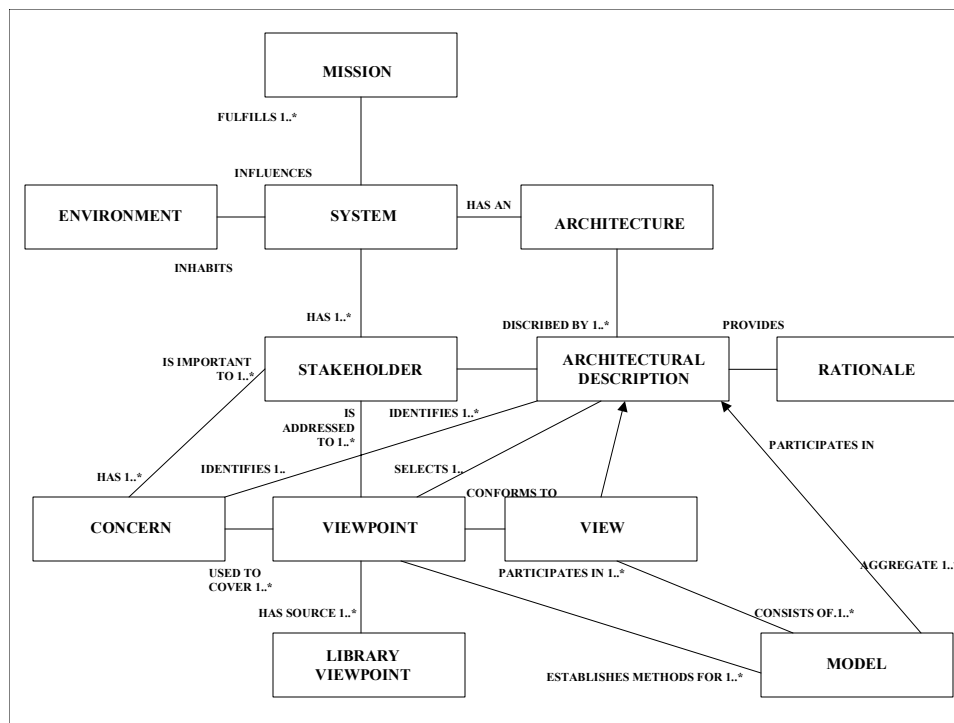 MISSION
FULFILLS 1..*
INFLUENCES
ENVIRONMENT
SYSTEM
HAS AN
ARCHITECTURE
INHABITS
HAS 1..*
DISCRIBED BY 1..*
PROVIDES
IS IMPORTANT
TO 1..*
STAKEHOLDER
ARCHITECTURAL
DESCRIPTION
RATIONALE
IS
ADDRESSED
TO 1..*
IDENTIFIES 1..*
PARTICIPATES IN
HAS 1..*
IDENTIFIES 1..
SELECTS 1..
CONFORMS TO
CONCERN
VIEWPOINT
VIEW
USED TO
COVER 1..*
PARTICIPATES IN 1..*
AGGREGATE 1..*
HAS SOURCE 1..*
CONSISTS OF.1..*
LIBRARY
VIEWPOINT
ESTABLISHES METHODS FOR 1..*
MODEL